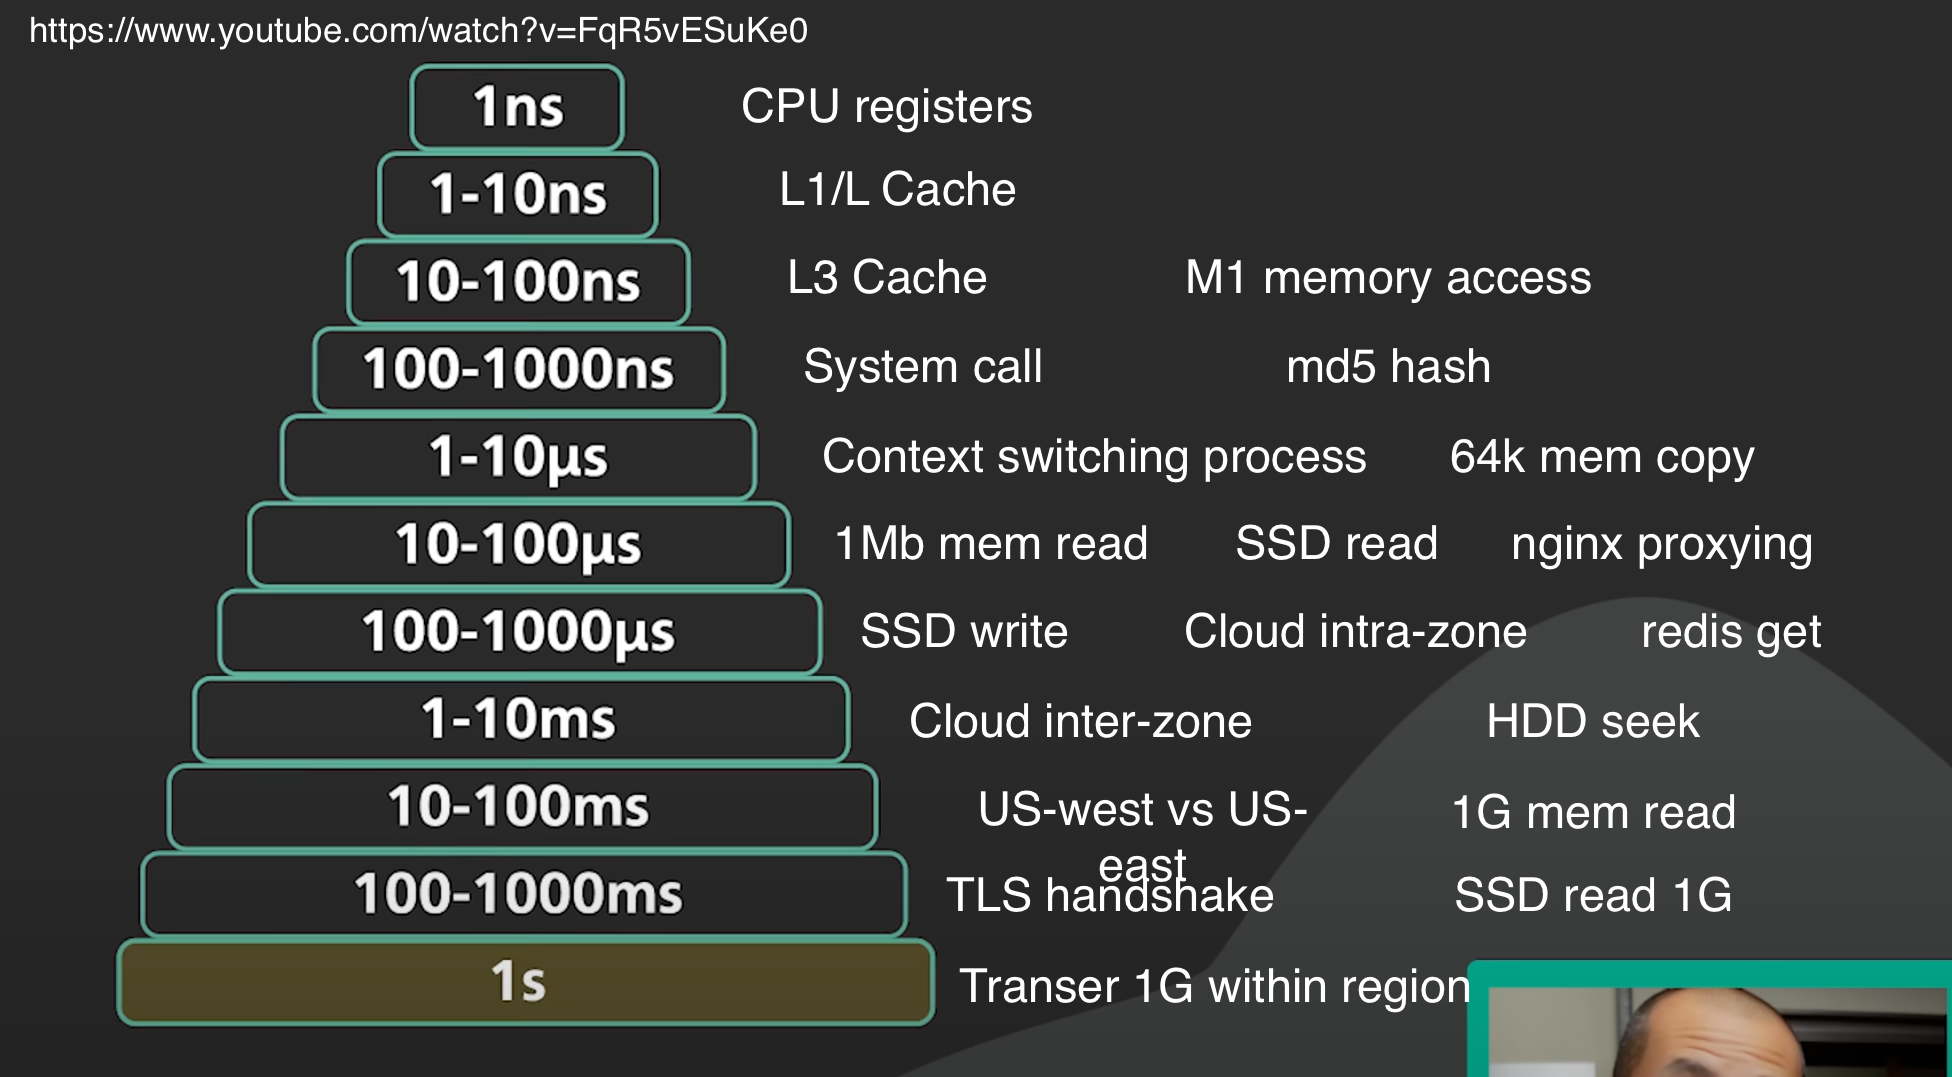 https://www.youtube.com/watch?v=FqR5vESuKe0
1ns CPU registers
1-10ns L1/L Cache
10-100ns L3 Cache M1 memory access
100-1000ns System call md5 hash
1-10µs Context switching process 64k mem copy
10-100µs 1Mb mem read SSD read nginx proxying
100-1000µs SSD write Cloud intra-zone redis get
1-10ms Cloud inter-zone HDD seek
10-100ms US-west vs US- 1G mem read
east
100-1000ms TLS handshake SSD read 1G
1s Transer 1G within region